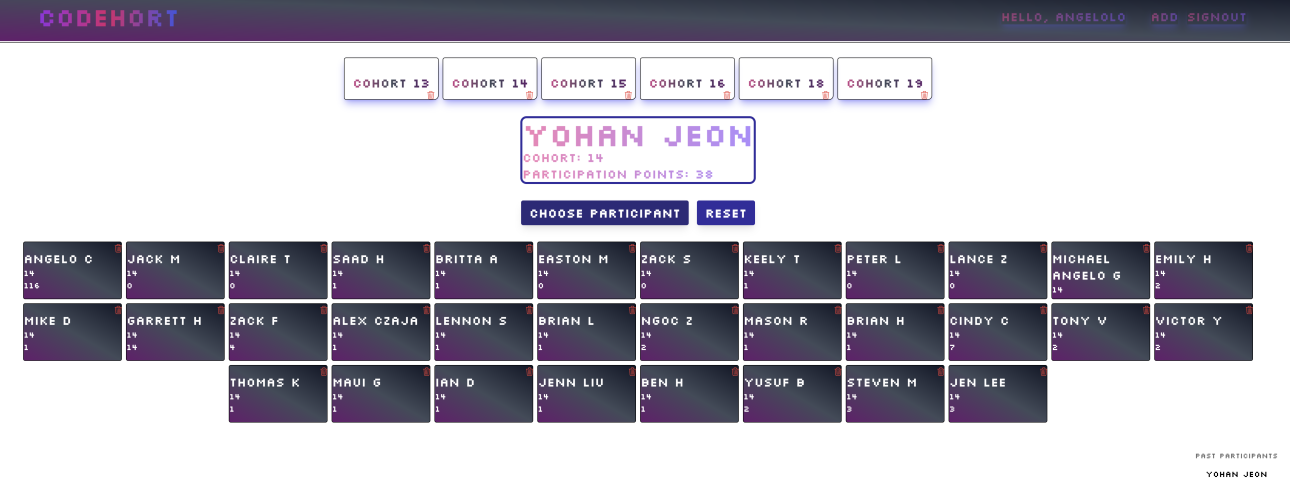 CODEHORT
HELLO, ANGELOLO ADD SIGNOUT
COHORT 13 COHORT 14 COHORT 15 COHORT 16 COHORT 18 COHORT 19
YOHAN JEON
COHORT: 14
PARTICIPATION POINTS: 38
CHOOSE PARTICIPANT RESET
ANGELO C
14
116
JACK M
14
0
CLAIRE T
14
0
SAAD H
14
1
BRITTA A
14
1
EASTON M
14
0
ZACK S
14
0
KEELY T
14
1
PETER L
14
0
LANCE Z
14
0
MICHAEL
ANGELO G
14
EMILY H
14
2
MIKE D
14
1
GARRETT H
14
14
ZACK F
14
4
ALEX CZAJA
14
1
LENNON S
14
1
BRIAN L
14
1
NGOC Z
14
2
MASON R
14
1
BRIAN H
14
1
CINDY C
14
7
TONY V
14
2
VICTOR Y
14
2
THOMAS K
14
1
MAUI G
14
1
IAN D
14
1
JENN LIU
14
1
BEN H
14
1
YUSUF B
14
2
STEVEN M
14
3
JEN LEE
14
3
PAST PARTICIPANTS
YOHAN JEON